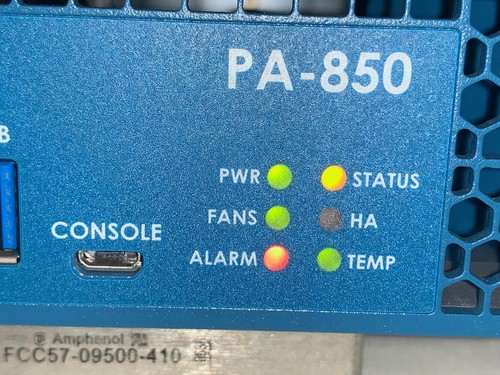 PA-850
B
PWR STATUS
FANS HA
CONSOLE
ALARM TEMP
Amphenol
FCC57-09500-410